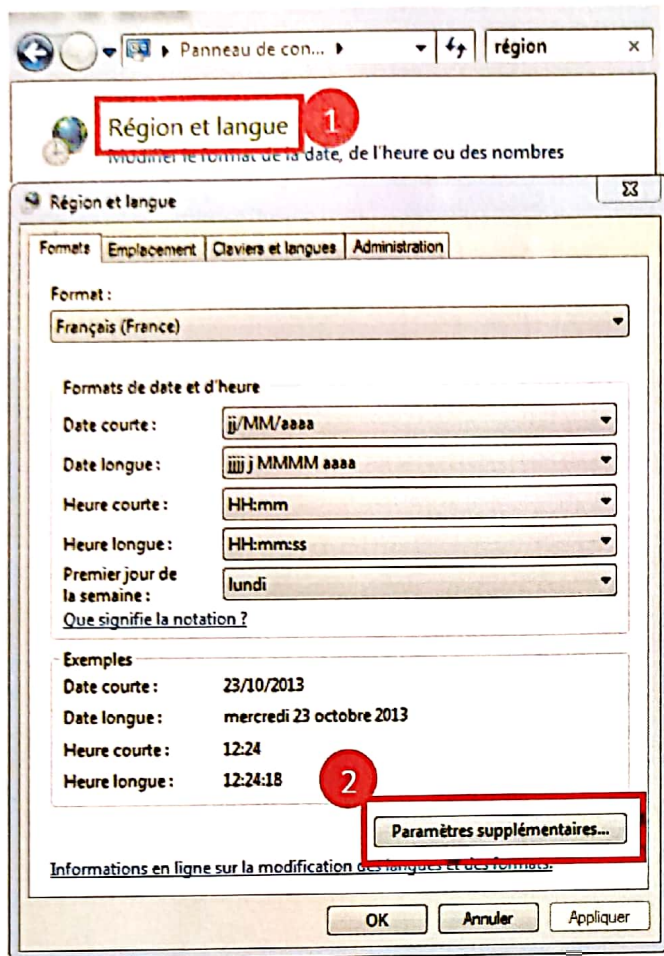 Panneau de con...
région
×
Région et langue
1
Modifier le format de la date, de l'heure ou des nombres
Région et langue
Formats
Emplacement
Claviers et langues
Administration
Format :
Français (France)
Formats de date et d'heure
Date courte :
jj/MM/aaaa
Date longue :
jjjj j MMMM aaaa
Heure courte :
HH:mm
Heure longue :
HH:mm:ss
Premier jour de
la semaine :
lundi
Que signifie la notation ?
Exemples
Date courte :
23/10/2013
Date longue :
mercredi 23 octobre 2013
Heure courte :
12:24
Heure longue :
12:24:18
2
Paramètres supplémentaires...
Informations en ligne sur la modification des langues et des formats.
OK
Annuler
Appliquer